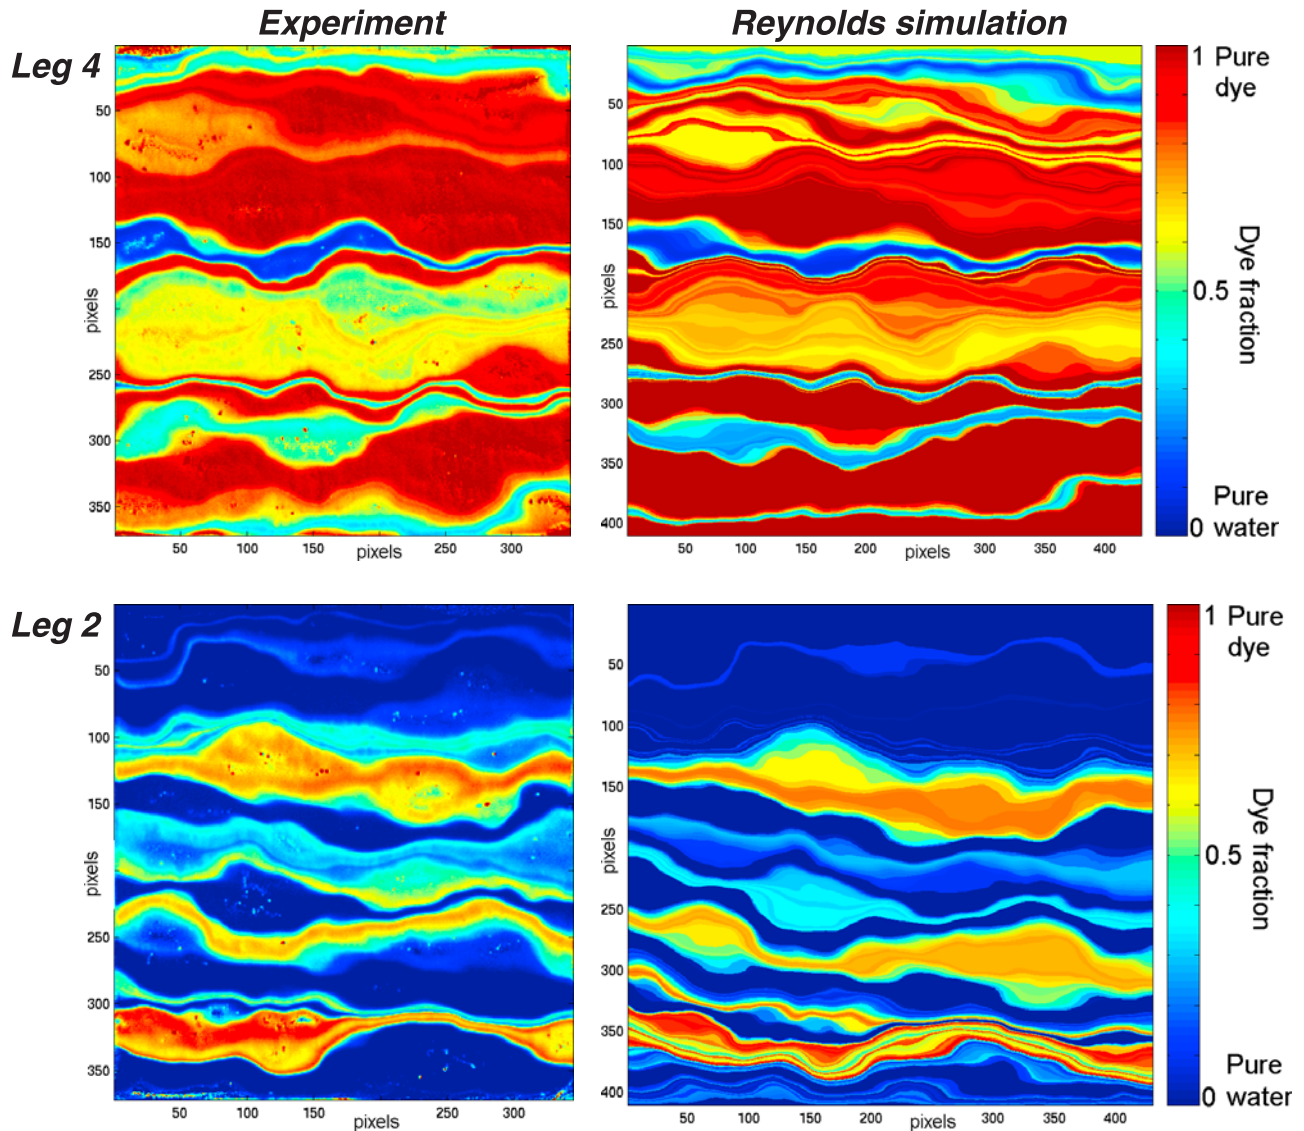 Experiment
Reynolds simulation
Leg 4
50
100
150
200
250
300
350
pixels
50 100 150 pixels 250 300
50
100
150
pixels
250
300
350
400
50 100 150 200 pixels 300 350 400
1 Pure
dye
0.5
Dye fraction
Pure
0 water
Leg 2
50
100
150
pixels
250
300
350
50 100 150 pixels 250 300
50
100
150
pixels
250
300
350
400
50 100 150 200 pixels 300 350 400
1 Pure
dye
0.5
Dye fraction
Pure
0 water